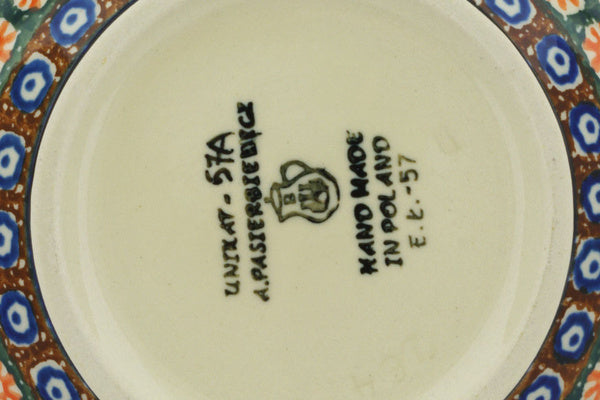 UNIKAT - 57A
A.PASIERBIEWICZ
B
HAND MADE
IN POLAND
E.Ł.-57